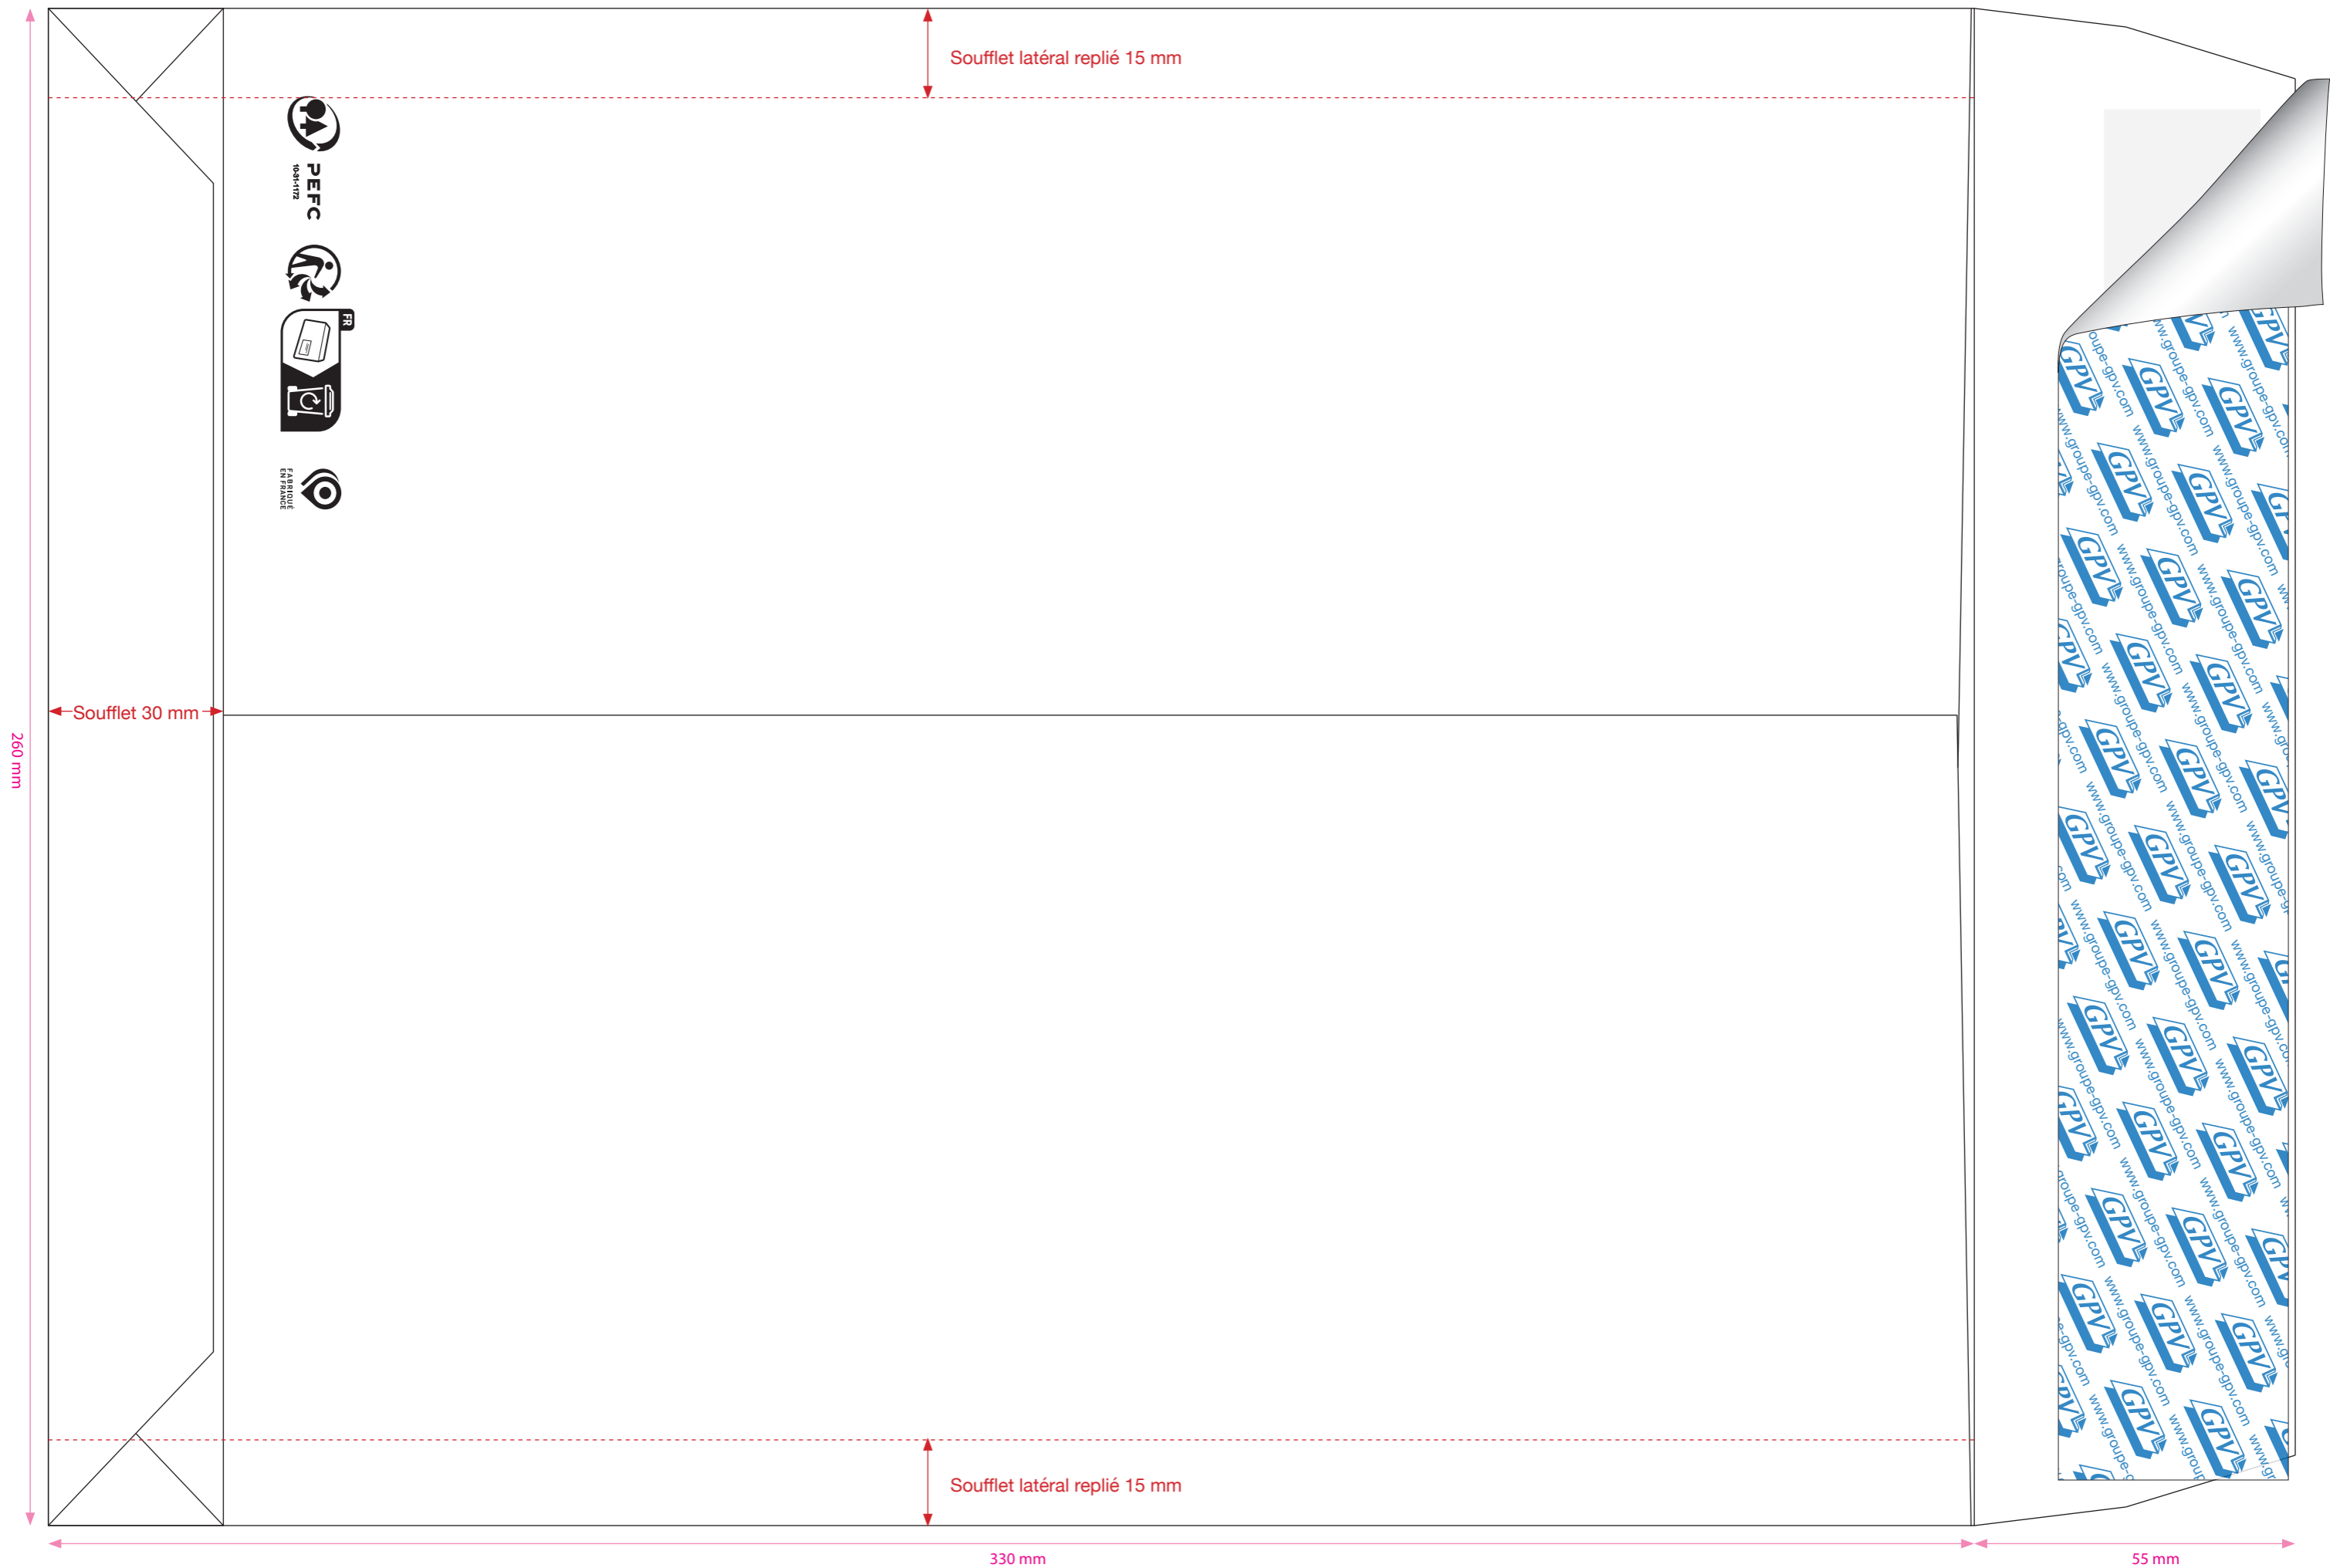 Soufflet latéral replié 15 mm
PEFC
10-31-1172
FR
FABRIQUÉ
EN FRANCE
Soufflet 30 mm
260 mm
GPV
www.groupe-gpv.com
Soufflet latéral replié 15 mm
330 mm
55 mm